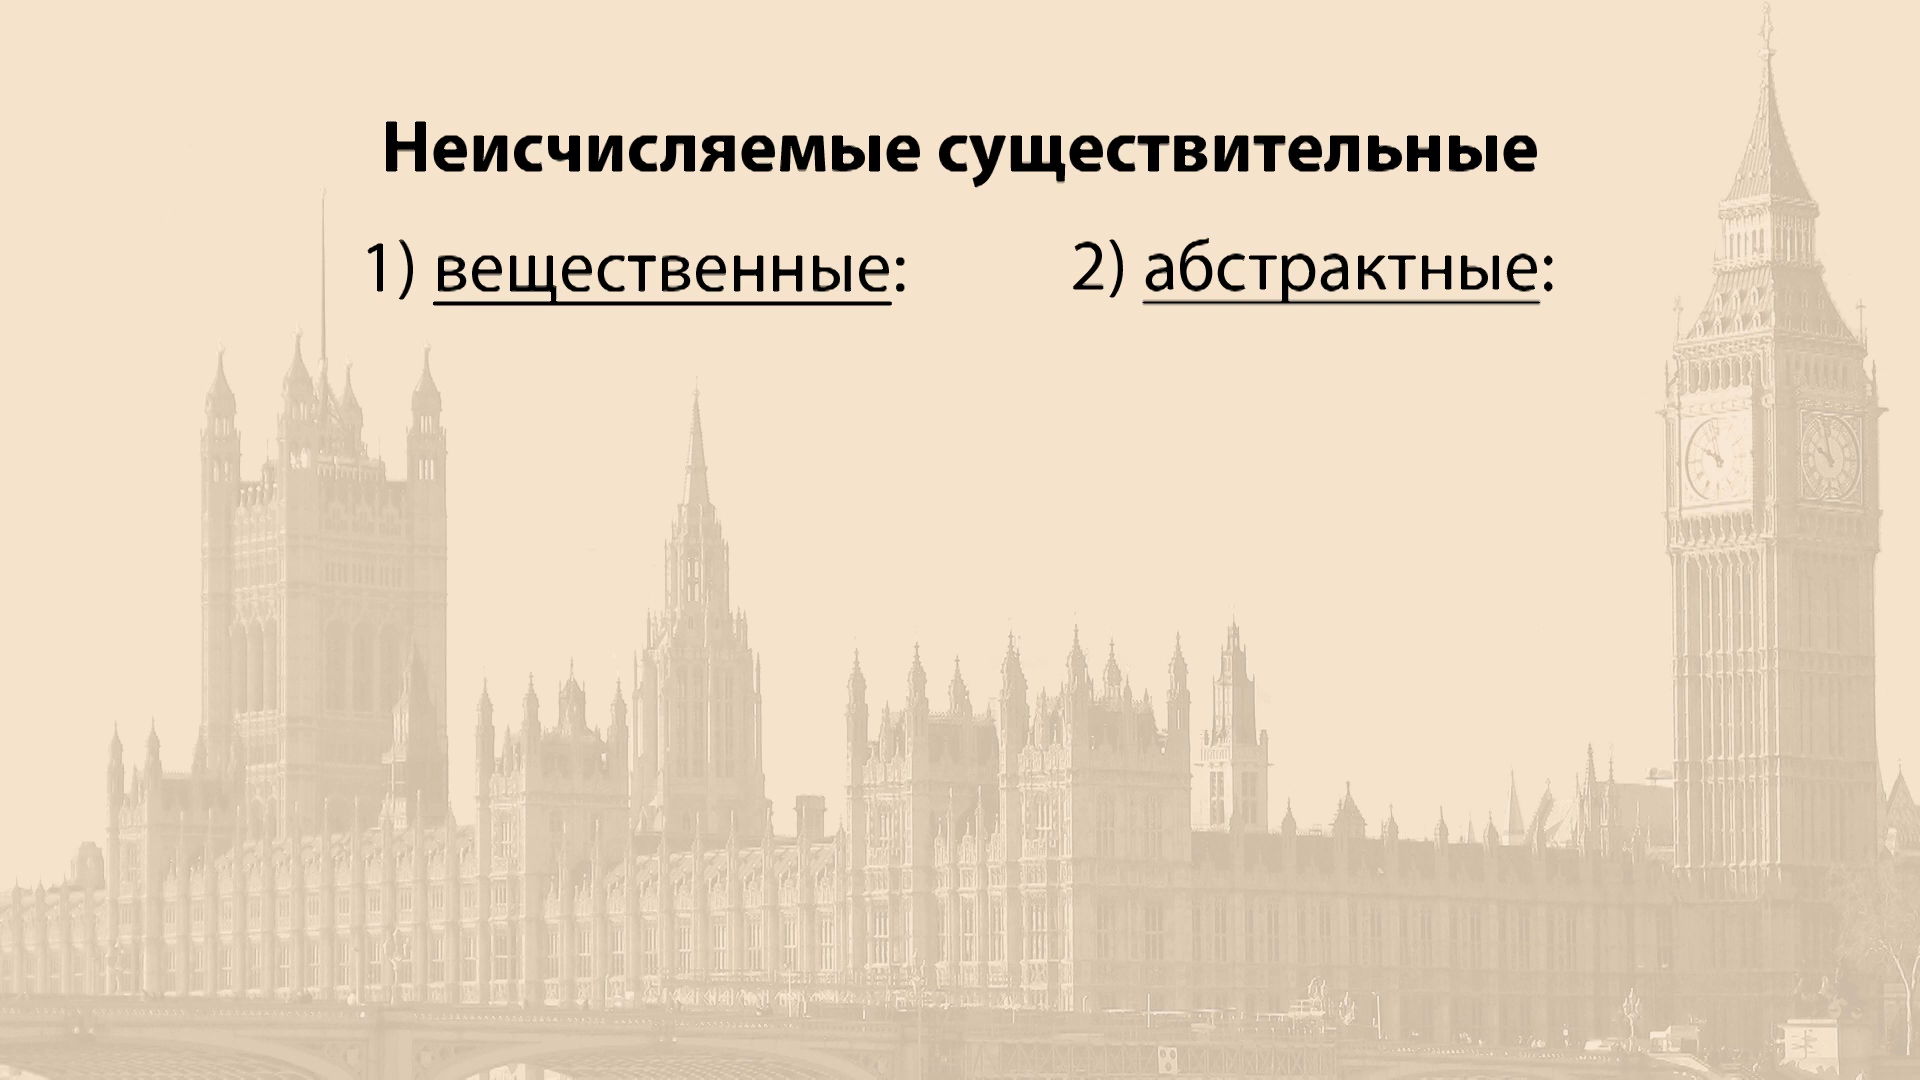 Неисчисляемые существительные
1) вещественные: 2) абстрактные: